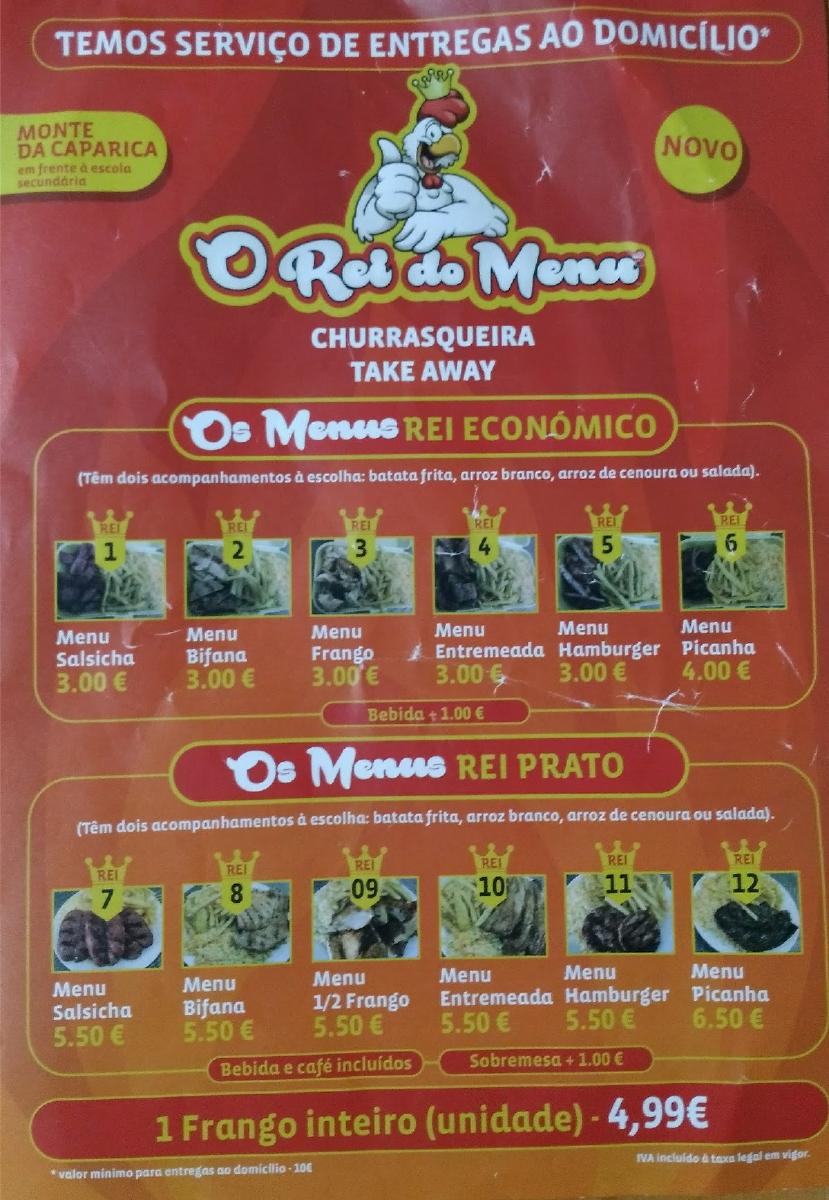 TEMOS SERVIÇO DE ENTREGAS AO DOMICÍLIO*
MONTE
DA CAPARICA
em frente à escola
secundária
NOVO
O Rei do Menu
CHURRASQUEIRA
TAKE AWAY
Os Menus REI ECONÓMICO
(Têm dois acompanhamentos à escolha: batata frita, arroz branco, arroz de cenoura ou salada).
REI 1
Menu
Salsicha
3.00 €
REI 2
Menu
Bifana
3.00 €
REI 3
Menu
Frango
3.00 €
REI 4
Menu
Entremeada
3.00 €
REI 5
Menu
Hamburger
3.00 €
REI 6
Menu
Picanha
4.00 €
Bebida + 1.00 €
Os Menus REI PRATO
(Têm dois acompanhamentos à escolha: batata frita, arroz branco, arroz de cenoura ou salada).
REI 7
Menu
Salsicha
5.50 €
REI 8
Menu
Bifana
5.50 €
REI 09
Menu
1/2 Frango
5.50 €
REI 10
Menu
Entremeada
5.50 €
REI 11
Menu
Hamburger
5.50 €
REI 12
Menu
Picanha
6.50 €
Bebida e café incluídos
Sobremesa + 1.00 €
1 Frango inteiro (unidade) - 4,99€
* valor mínimo para entregas ao domicílio - 10€
IVA incluído à taxa legal em vigor.